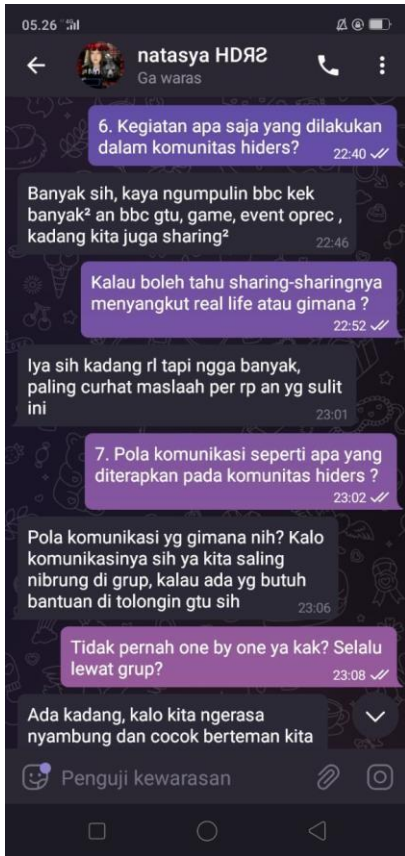 05.26
natasya HDЯƧ
Ga waras
6. Kegiatan apa saja yang dilakukan
dalam komunitas hiders?
22:40
Banyak sih, kaya ngumpulin bbc kek
banyak² an bbc gtu, game, event oprec ,
kadang kita juga sharing²
22:46
Kalau boleh tahu sharing-sharingnya
menyangkut real life atau gimana ?
22:52
Iya sih kadang rl tapi ngga banyak,
paling curhat maslaah per rp an yg sulit
ini
23:01
7. Pola komunikasi seperti apa yang
diterapkan pada komunitas hiders ?
23:02
Pola komunikasi yg gimana nih? Kalo
komunikasinya sih ya kita saling
nibrung di grup, kalau ada yg butuh
bantuan di tolongin gtu sih
23:06
Tidak pernah one by one ya kak? Selalu
lewat grup?
23:08
Ada kadang, kalo kita ngerasa
nyambung dan cocok berteman kita
Penguji kewarasan